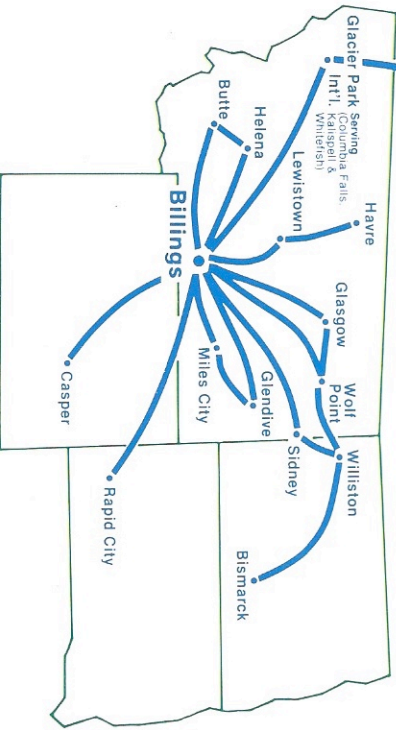 Glacier Park Serving
Int'l. (Columbia Falls,
Kalispell &
Whitefish)
Havre
Lewistown
Helena
Butte
Glasgow
Wolf
Point
Williston
Sidney
Glendive
Miles City
Billings
Bismarck
Rapid City
Casper